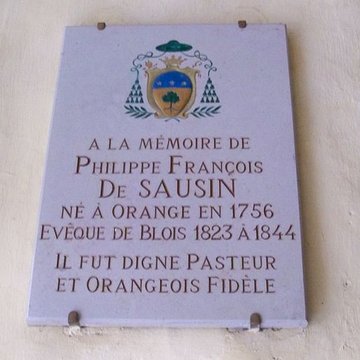 A LA MÉMOIRE DE
PHILIPPE FRANÇOIS
DE SAUSIN
NÉ À ORANGE EN 1756
EVÊQUE DE BLOIS 1823 À 1844
IL FUT DIGNE PASTEUR
ET ORANGEOIS FIDÈLE